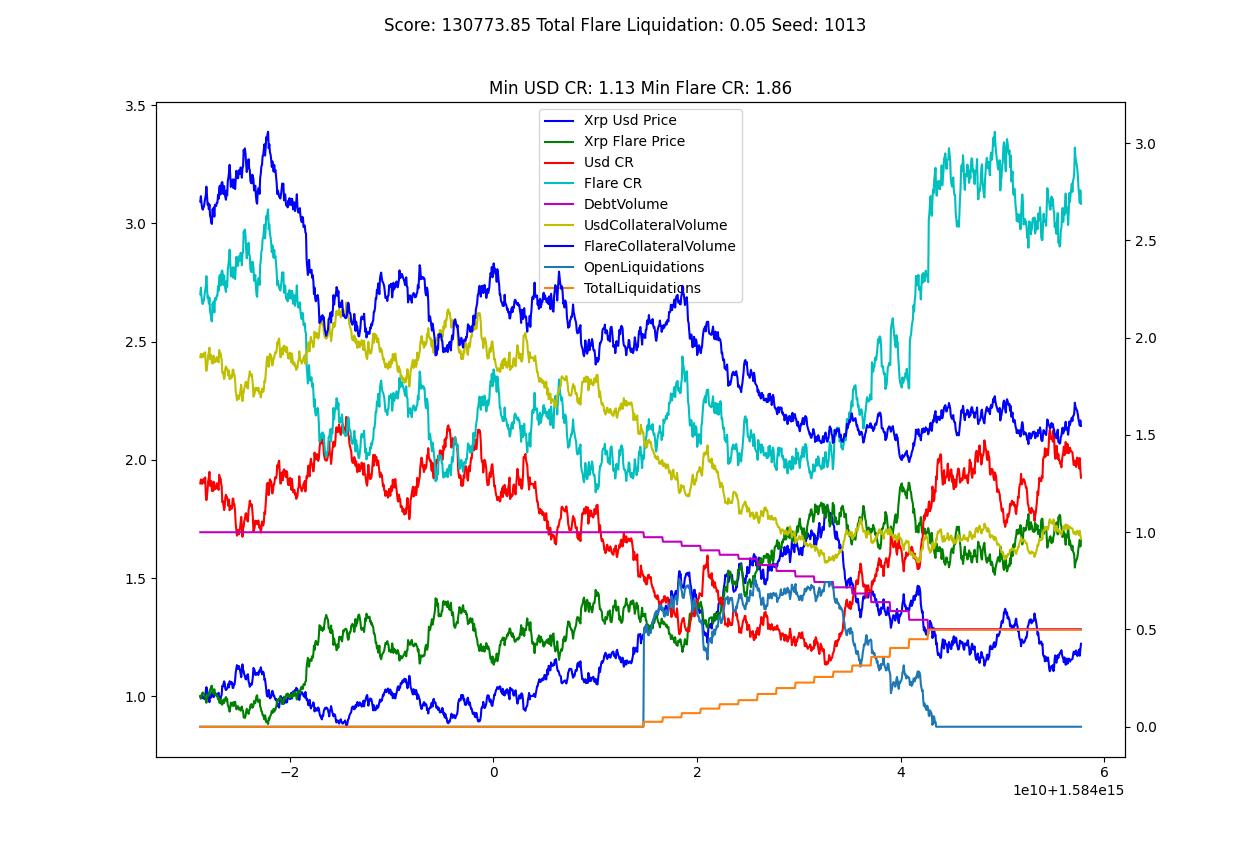 Score: 130773.85 Total Flare Liquidation: 0.05 Seed: 1013
Min USD CR: 1.13 Min Flare CR: 1.86
3.5
3.0
2.5
2.0
1.5
1.0
Xrp Usd Price
Xrp Flare Price
Usd CR
Flare CR
DebtVolume
UsdCollateralVolume
FlareCollateralVolume
OpenLiquidations
TotalLiquidations
3.0
2.5
2.0
1.5
1.0
0.5
0.0
−2 0 2 4 6
1e10+1.584e15